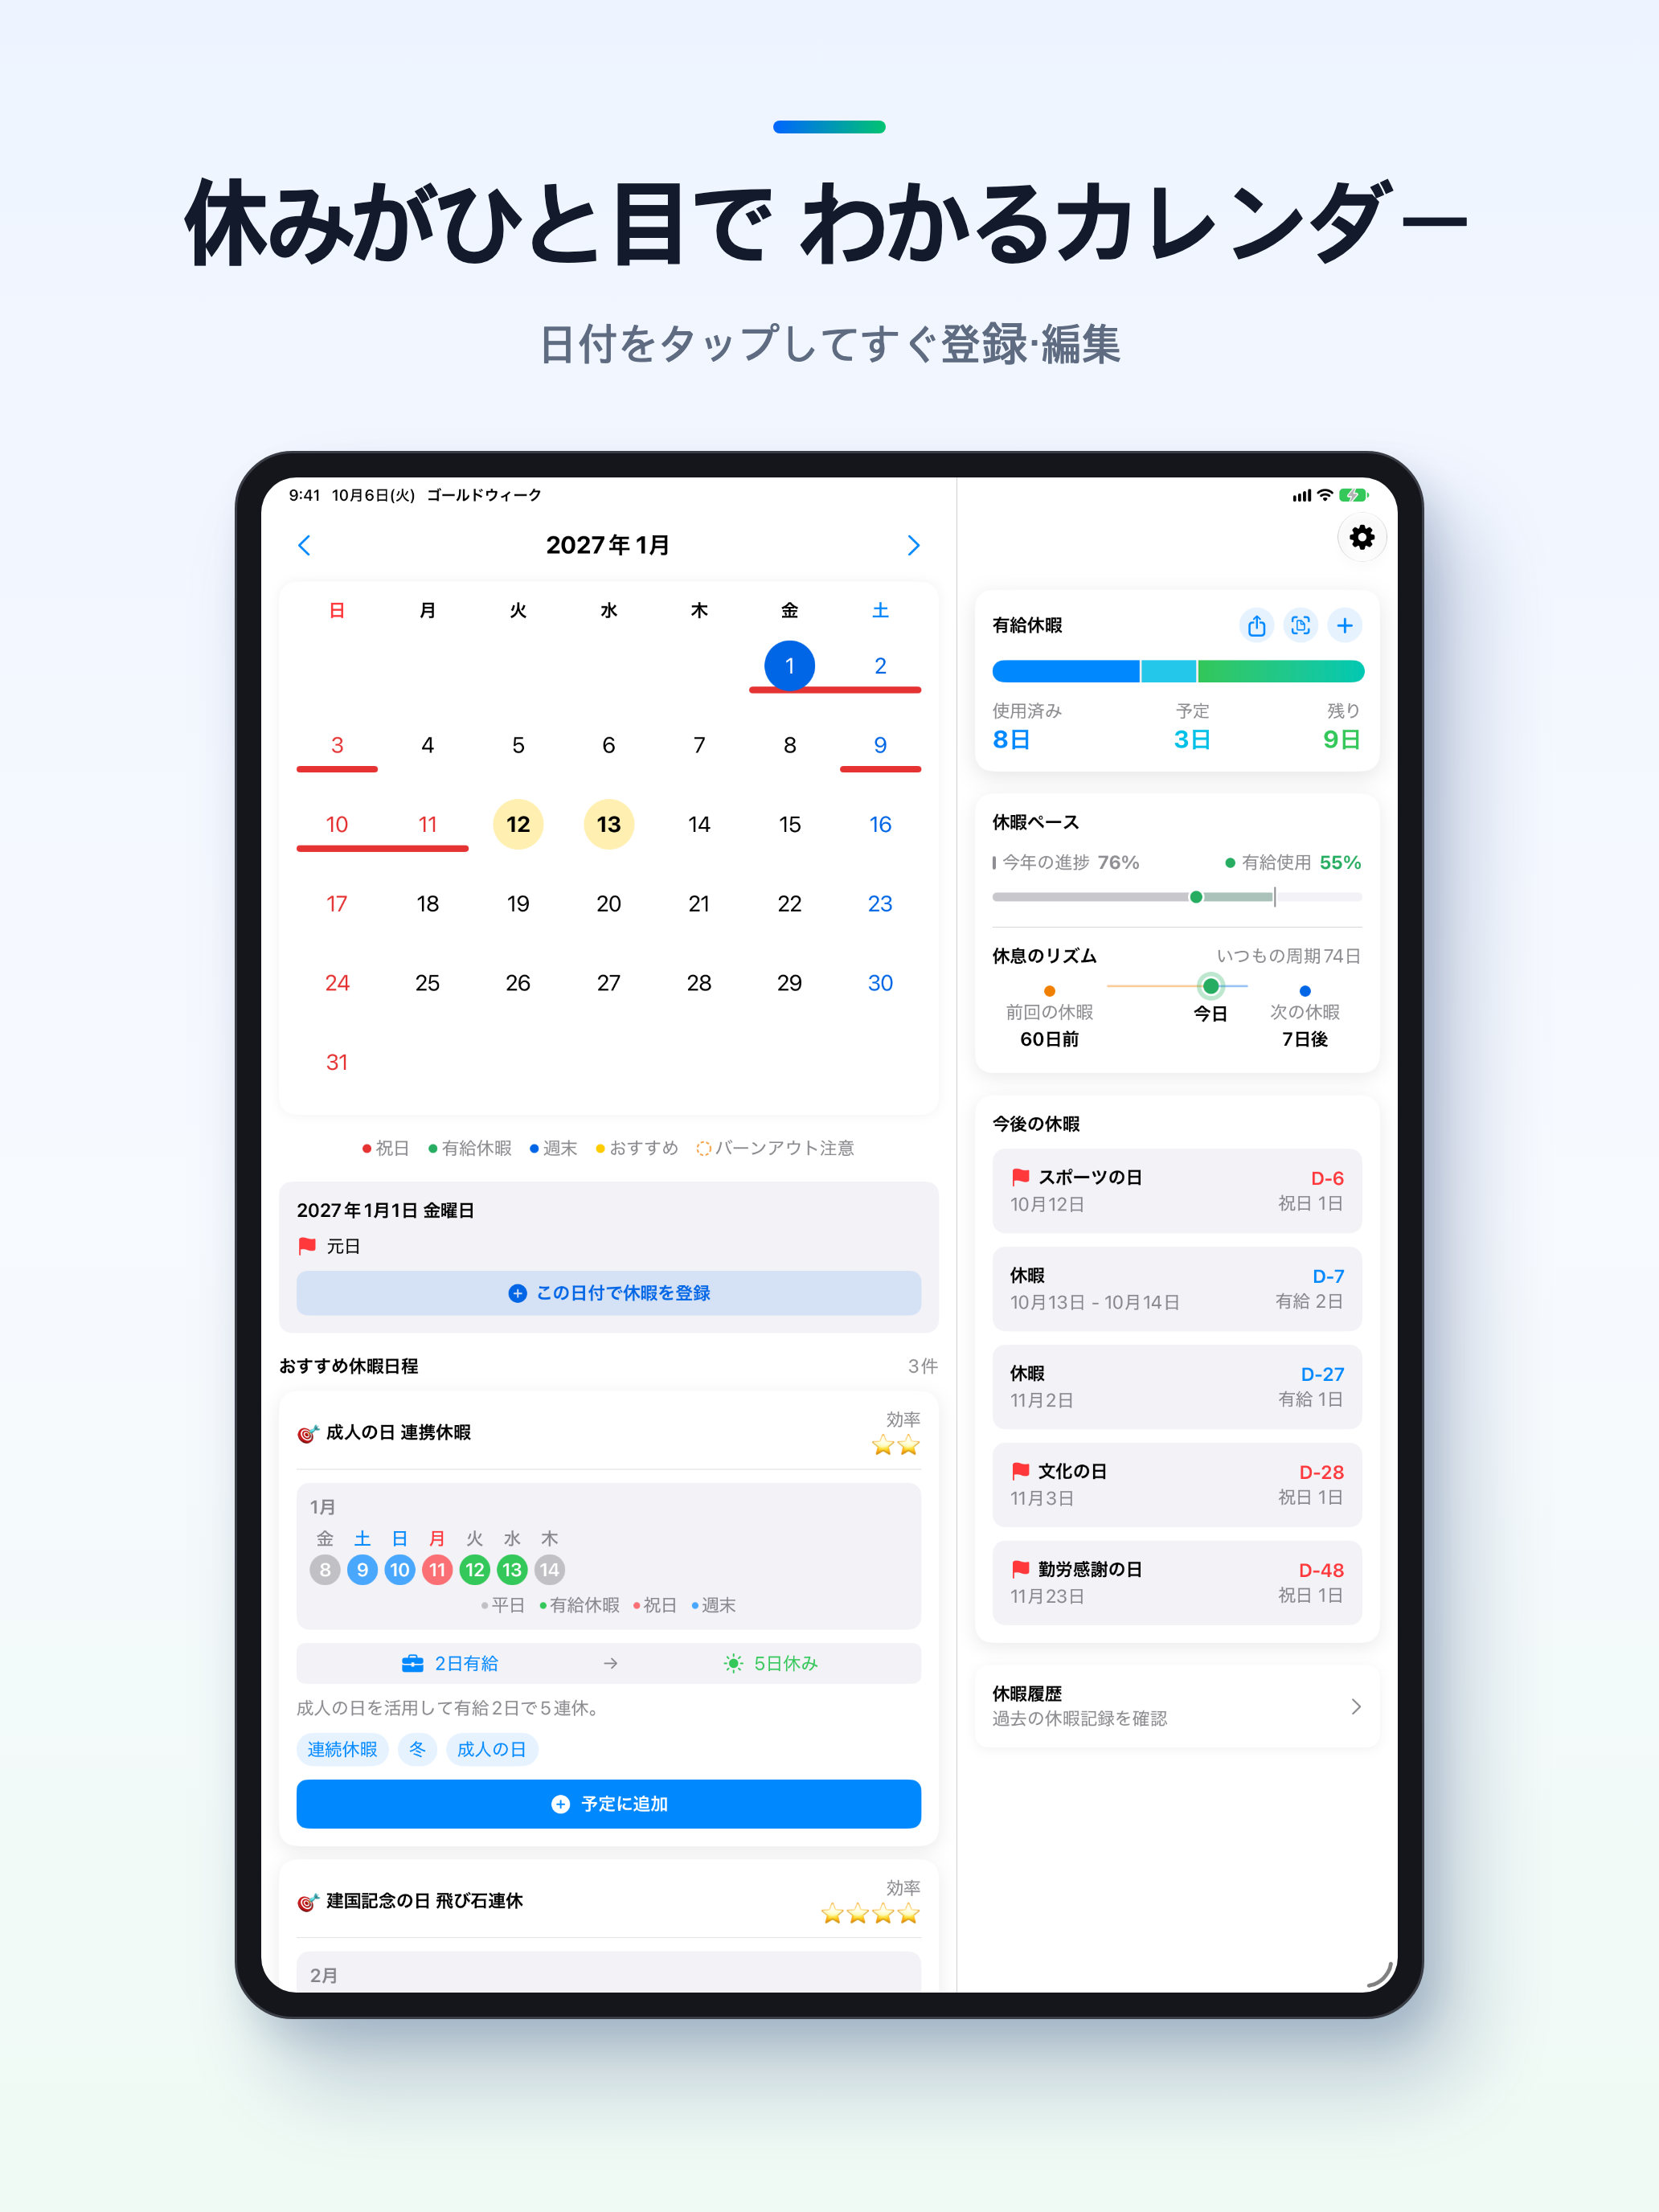 休みがひと目で わかるカレンダー
日付をタップしてすぐ登録·編集
9:41 10月6日(火) ゴールドウィーク
2027年 1月
日 月 火 水 木 金 土
1 2
3 4 5 6 7 8 9
10 11 12 13 14 15 16
17 18 19 20 21 22 23
24 25 26 27 28 29 30
31
祝日 有給休暇 週末 おすすめ バーンアウト注意
2027年1月1日 金曜日
元日
この日付で休暇を登録
おすすめ休暇日程 3件
成人の日 連携休暇
効率
1月
金 土 日 月 火 水 木
8 9 10 11 12 13 14
平日 有給休暇 祝日 週末
2日有給 → 5日休み
成人の日を活用して有給2日で5連休。
連続休暇 冬 成人の日
予定に追加
建国記念の日 飛び石連休
効率
2月
有給休暇
使用済み 予定 残り
8日 3日 9日
休暇ペース
今年の進捗 76% 有給使用 55%
休息のリズム いつもの周期74日
前回の休暇 今日 次の休暇
60日前 7日後
今後の休暇
スポーツの日 D-6
10月12日 祝日 1日
休暇 D-7
10月13日 - 10月14日 有給 2日
休暇 D-27
11月2日 有給 1日
文化の日 D-28
11月3日 祝日 1日
勤労感謝の日 D-48
11月23日 祝日 1日
休暇履歴
過去の休暇記録を確認